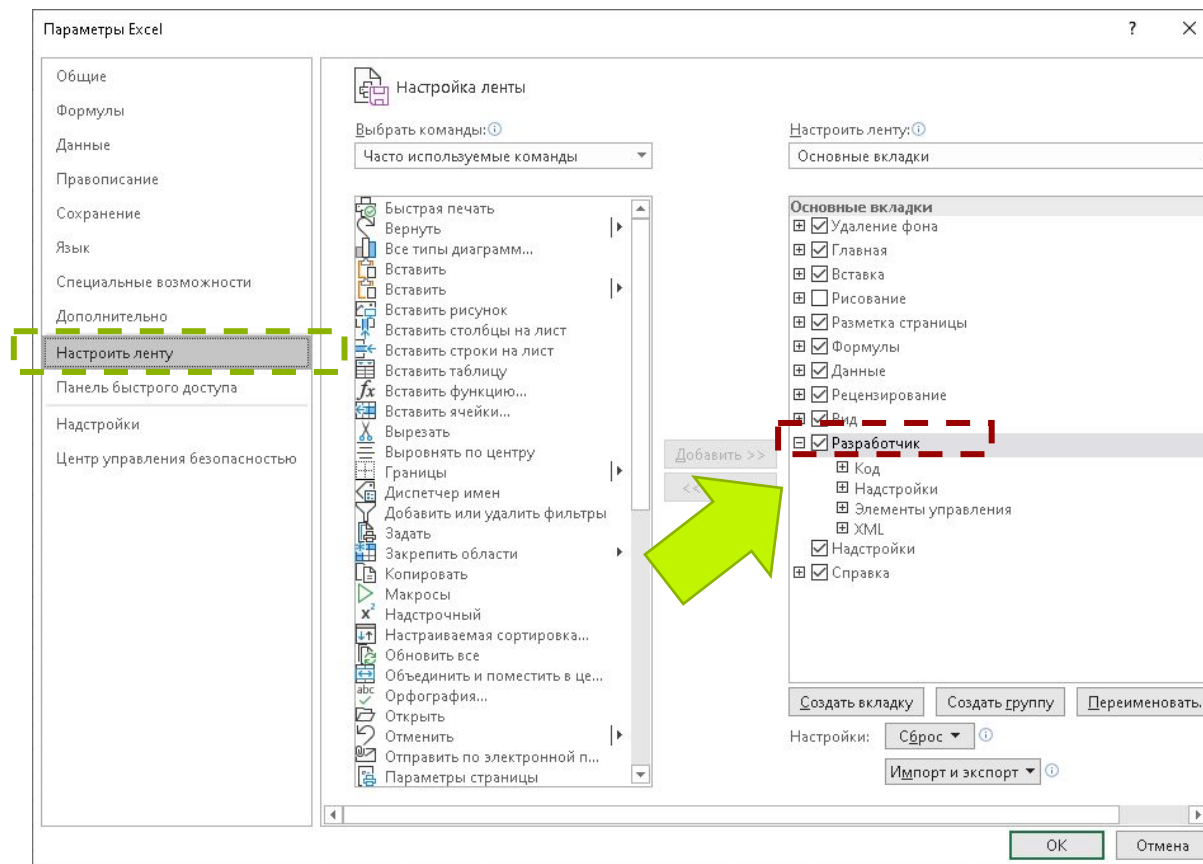 Параметры Excel
?
Общие
Формулы
Данные
Правописание
Сохранение
Язык
Специальные возможности
Дополнительно
Настроить ленту
Панель быстрого доступа
Надстройки
Центр управления безопасностью
Настройка ленты
Выбрать команды:
Часто используемые команды
Быстрая печать
Вернуть
Все типы диаграмм...
Вставить
Вставить
Вставить рисунок
Вставить столбцы на лист
Вставить строки на лист
Вставить таблицу
fx Вставить функцию...
Вставить ячейки...
Вырезать
Выровнять по центру
Границы
Диспетчер имен
Добавить или удалить фильтры
Задать
Закрепить области
Копировать
Макросы
x² Надстрочный
Настраиваемая сортировка...
Обновить все
Объединить и поместить в це...
abc Орфография...
Открыть
Отменить
Отправить по электронной п...
Параметры страницы
Добавить >>
<<
Настроить ленту:
Основные вкладки
Основные вкладки
Удаление фона
Главная
Вставка
Рисование
Разметка страницы
Формулы
Данные
Рецензирование
Вид
Разработчик
Код
Надстройки
Элементы управления
XML
Надстройки
Справка
Создать вкладку
Создать группу
Переименовать.
Настройки:
Сброс
Импорт и экспорт
ОК
Отмена